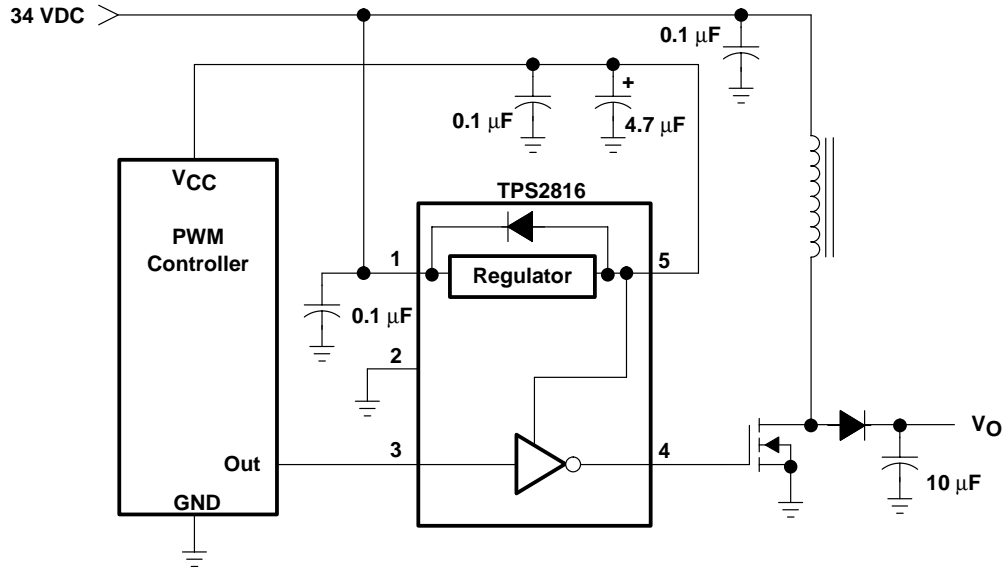 34 VDC
0.1 μF
0.1 μF
+
4.7 μF
VCC
TPS2816
PWM
Controller
1
Regulator
5
0.1 μF
2
Out
3
4
VO
10 μF
GND